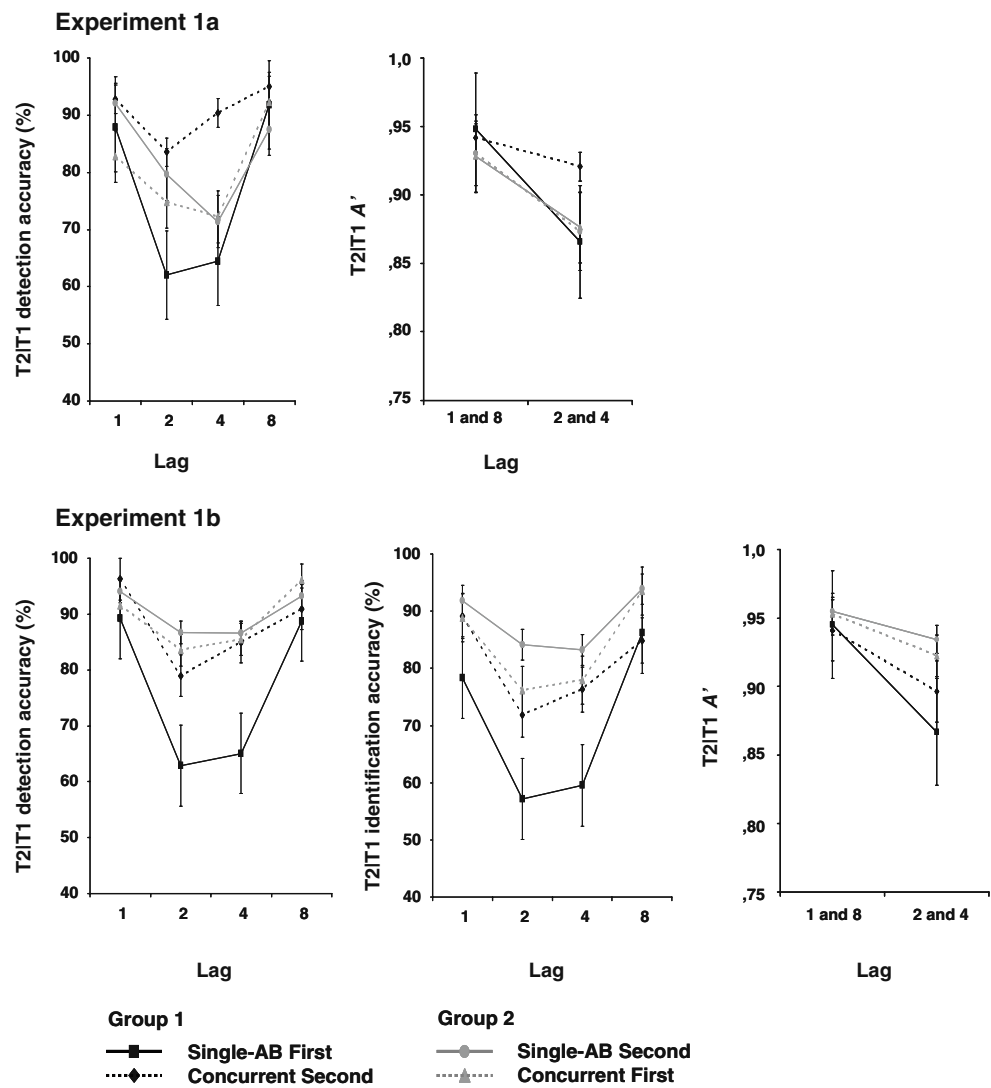 Experiment 1a
T2|T1 detection accuracy (%)
100
90
80
70
60
50
40
1 2 4 8
Lag
T2|T1 A'
1,0
,95
,90
,85
,80
,75
1 and 8 2 and 4
Lag
Experiment 1b
T2|T1 detection accuracy (%)
100
90
80
70
60
50
40
1 2 4 8
Lag
T2|T1 identification accuracy (%)
100
90
80
70
60
50
40
1 2 4 8
Lag
T2|T1 A'
1,0
,95
,90
,85
,80
,75
1 and 8 2 and 4
Lag
Group 1
Single-AB First
Concurrent Second
Group 2
Single-AB Second
Concurrent First